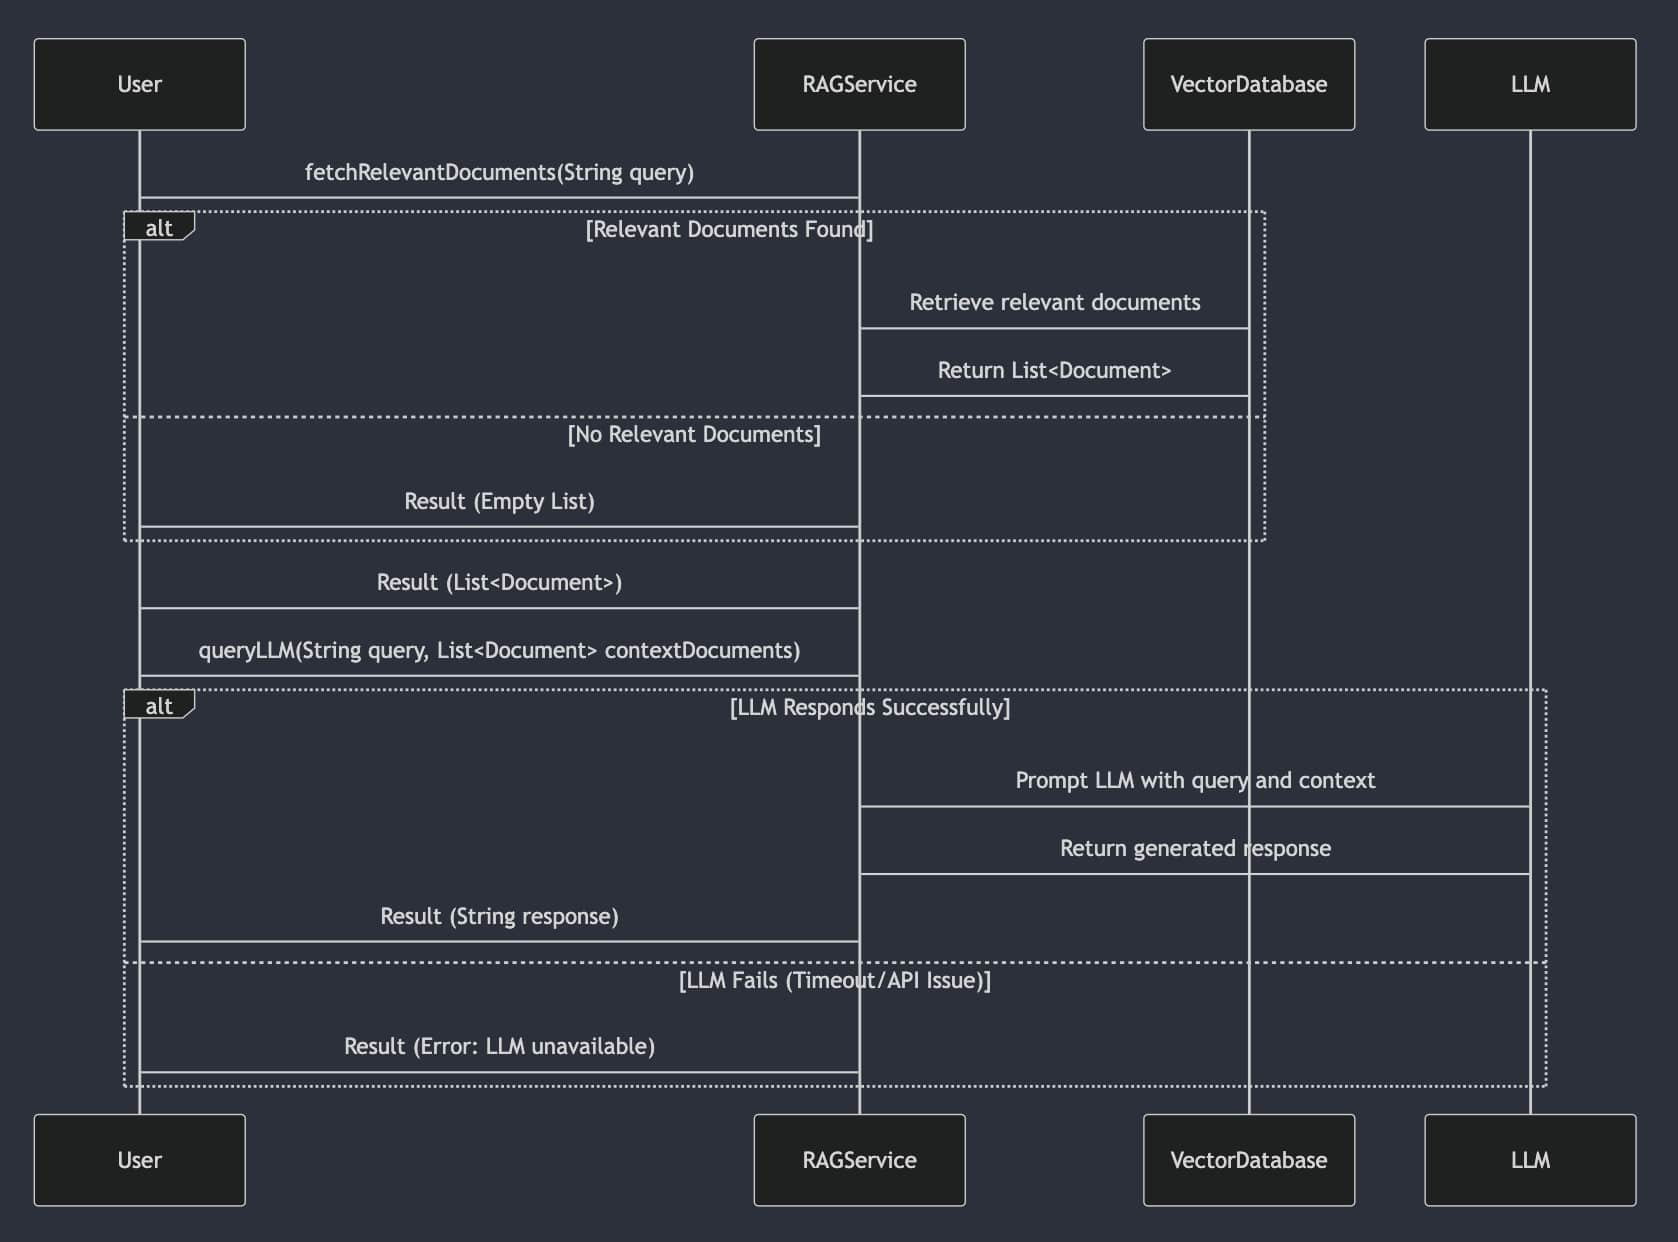 User
RAGService
VectorDatabase
LLM
fetchRelevantDocuments(String query)
alt
[Relevant Documents Found]
Retrieve relevant documents
Return List<Document>
[No Relevant Documents]
Result (Empty List)
Result (List<Document>)
queryLLM(String query, List<Document> contextDocuments)
alt
[LLM Responds Successfully]
Prompt LLM with query and context
Return generated response
Result (String response)
[LLM Fails (Timeout/API Issue)]
Result (Error: LLM unavailable)
User
RAGService
VectorDatabase
LLM